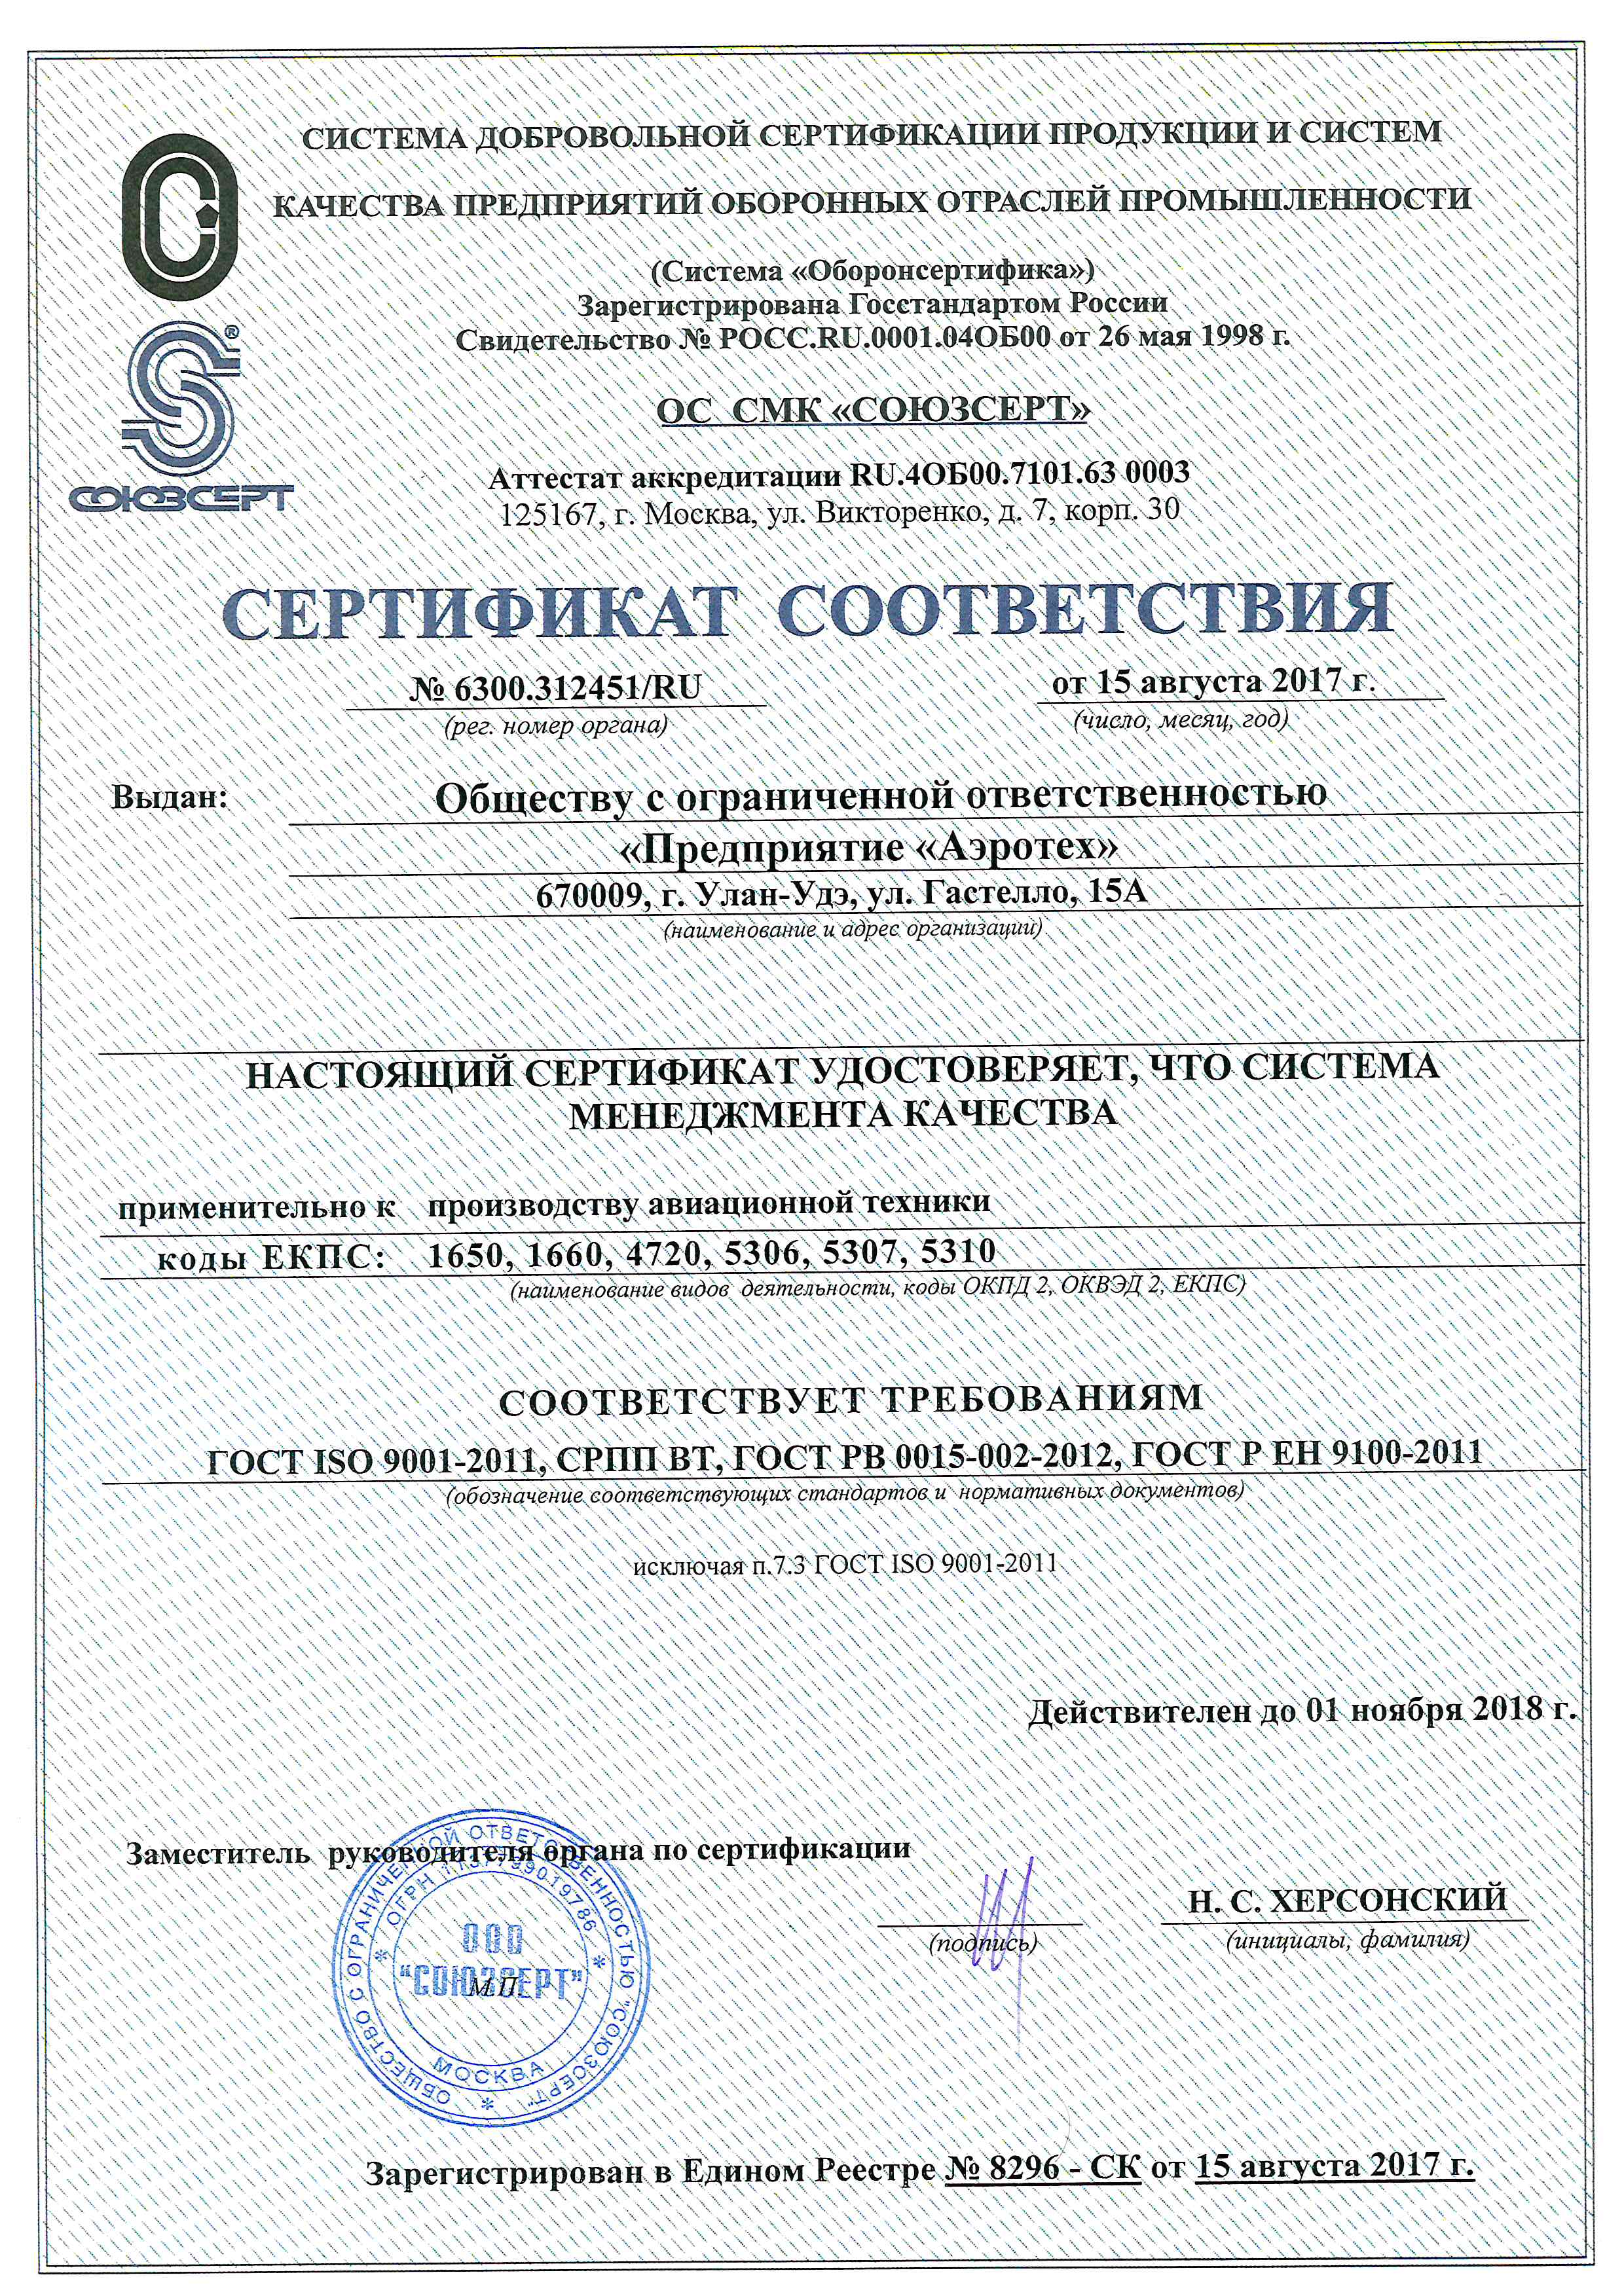 СИСТЕМА ДОБРОВОЛЬНОЙ СЕРТИФИКАЦИИ ПРОДУКЦИИ И СИСТЕМ
КАЧЕСТВА ПРЕДПРИЯТИЙ ОБОРОННЫХ ОТРАСЛЕЙ ПРОМЫШЛЕННОСТИ
(Система «Оборонсертифика»)
Зарегистрирована Госстандартом России
Свидетельство № РОСС.RU.0001.04ОБ00 от 26 мая 1998 г.
®
СОЮЗСЕРТ
ОС СМК «СОЮЗСЕРТ»
Аттестат аккредитации RU.4ОБ00.7101.63 0003
125167, г. Москва, ул. Викторенко, д. 7, корп. 30
СЕРТИФИКАТ СООТВЕТСТВИЯ
№ 6300.312451/RU от 15 августа 2017 г.
(рег. номер органа) (число, месяц, год)
Выдан: Обществу с ограниченной ответственностью
«Предприятие «Аэротех»
670009, г. Улан-Удэ, ул. Гастелло, 15А
(наименование и адрес организации)
НАСТОЯЩИЙ СЕРТИФИКАТ УДОСТОВЕРЯЕТ, ЧТО СИСТЕМА
МЕНЕДЖМЕНТА КАЧЕСТВА
применительно к производству авиационной техники
коды ЕКПС: 1650, 1660, 4720, 5306, 5307, 5310
(наименование видов деятельности, коды ОКПД 2, ОКВЭД 2, ЕКПС)
СООТВЕТСТВУЕТ ТРЕБОВАНИЯМ
ГОСТ ISO 9001-2011, СРПП ВТ, ГОСТ РВ 0015-002-2012, ГОСТ Р ЕН 9100-2011
(обозначение соответствующих стандартов и нормативных документов)
исключая п.7.3 ГОСТ ISO 9001-2011
Действителен до 01 ноября 2018 г.
Заместитель руководителя органа по сертификации
Н. С. ХЕРСОНСКИЙ
(подпись) (инициалы, фамилия)
ОБЩЕСТВО С ОГРАНИЧЕННОЙ ОТВЕТСТВЕННОСТЬЮ "СОЮЗСЕРТ" *
* ОГРН *
ООО
"СОЮЗСЕРТ"
М.П.
МОСКВА
Зарегистрирован в Едином Реестре № 8296 - СК от 15 августа 2017 г.